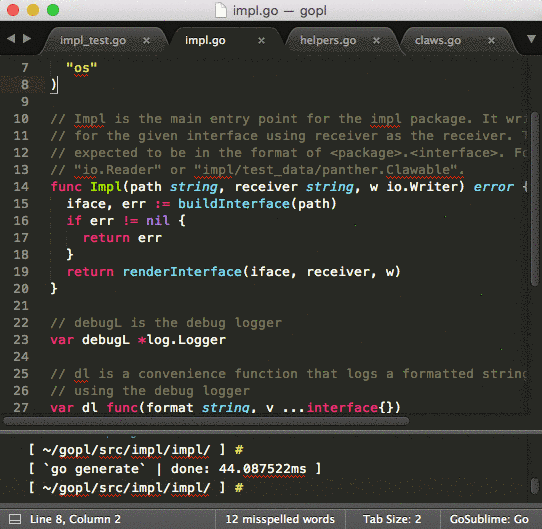 impl.go — gopl
impl_test.go × impl.go × helpers.go × claws.go ×
7 "os"
8 )
9
10 // Impl is the main entry point for the impl package. It wri
11 // for the given interface using receiver as the receiver. T
12 // expected to be in the format of <package>.<interface>. Fo
13 // "io.Reader" or "impl/test_data/panther.Clawable".
14 func Impl(path string, receiver string, w io.Writer) error {
15 iface, err := buildInterface(path)
16 if err != nil {
17 return err
18 }
19 return renderInterface(iface, receiver, w)
20 }
21
22 // debugL is the debug logger
23 var debugL *log.Logger
24
25 // dl is a convenience function that logs a formatted string
26 // using the debug logger
27 var dl func(format string, v ...interface{})
[ ~/gopl/src/impl/impl/ ] #
[ `go generate` | done: 44.087522ms ]
[ ~/gopl/src/impl/impl/ ] #
Line 8, Column 2 12 misspelled words Tab Size: 2 GoSublime: Go